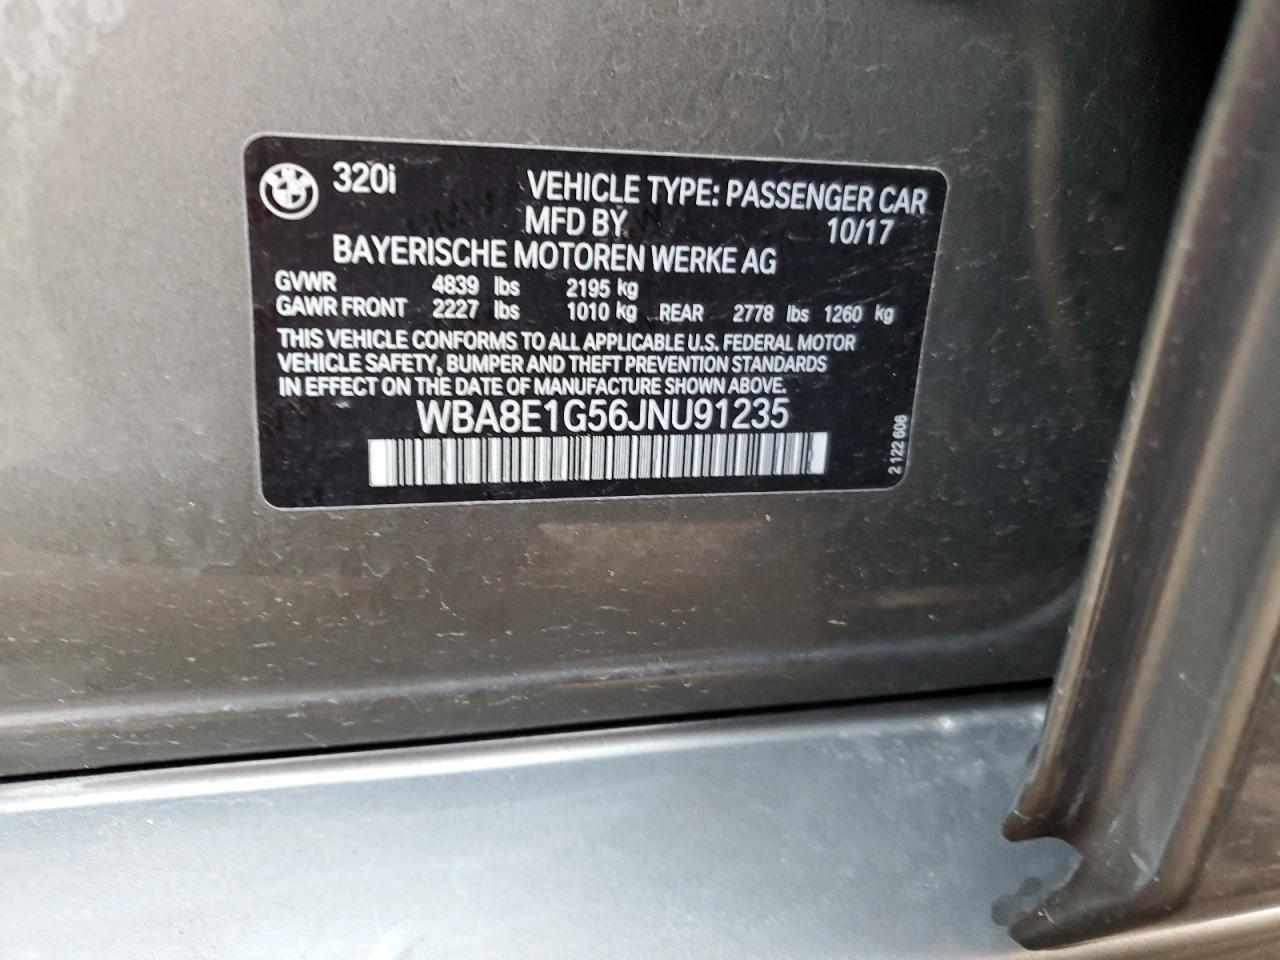 320i
VEHICLE TYPE: PASSENGER CAR
MFD BY 10/17
BAYERISCHE MOTOREN WERKE AG
GVWR 4839 lbs 2195 kg
GAWR FRONT 2227 lbs 1010 kg REAR 2778 lbs 1260 kg
THIS VEHICLE CONFORMS TO ALL APPLICABLE U.S. FEDERAL MOTOR
VEHICLE SAFETY, BUMPER AND THEFT PREVENTION STANDARDS
IN EFFECT ON THE DATE OF MANUFACTURE SHOWN ABOVE.
WBA8E1G56JNU91235
2 122 606